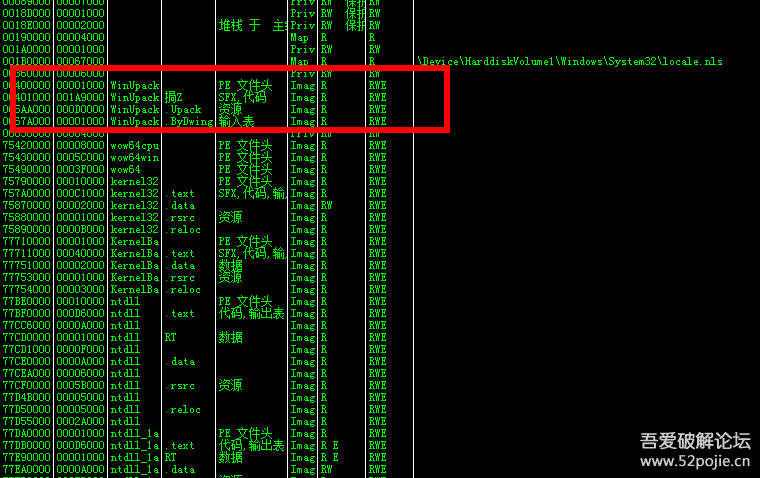 00089000 00001000 Priv RW 保护
0018D000 00001000 Priv RW 保护
0018E000 00002000 堆栈 于 主 Priv RW 保护
00190000 00004000 Map R R
001A0000 00001000 Priv RW RW
001B0000 00067000 Map R R \Device\HarddiskVolume1\Windows\System32\locale.nls
00360000 00006000 Priv RW RW
00400000 00001000 WinUpack PE 文件头 Imag R RWE
00401000 001A9000 WinUpack 挶Z SFX,代码 Imag R RWE
005AA000 000D0000 WinUpack .Upack 资源 Imag R RWE
0067A000 00001000 WinUpack .ByDwing 输入表 Imag R RWE
00680000 00004000 Priv RW RW
75420000 00008000 wow64cpu PE 文件头 Imag R RWE
75430000 0005C000 wow64win PE 文件头 Imag R RWE
75490000 0003F000 wow64 PE 文件头 Imag R RWE
75790000 00010000 kernel32 PE 文件头 Imag R RWE
757A0000 000C1000 kernel32 .text SFX,代码,输 Imag R RWE
75870000 00002000 kernel32 .data Imag RW RWE
75880000 00001000 kernel32 .rsrc 资源 Imag R RWE
75890000 0000B000 kernel32 .reloc Imag R RWE
77710000 00001000 KernelBa PE 文件头 Imag R RWE
77711000 00040000 KernelBa .text SFX,代码,输 Imag R RWE
77751000 00002000 KernelBa .data 数据 Imag R RWE
77753000 00001000 KernelBa .rsrc 资源 Imag R RWE
77754000 00003000 KernelBa .reloc Imag R RWE
77BE0000 00010000 ntdll PE 文件头 Imag R RWE
77BF0000 000D6000 ntdll .text 代码,输出表 Imag R RWE
77CC6000 0000A000 ntdll Imag R RWE
77CD0000 00001000 ntdll RT 数据 Imag R RWE
77CD1000 0000F000 ntdll Imag R RWE
77CE0000 0000A000 ntdll .data Imag R RWE
77CEA000 00006000 ntdll Imag R RWE
77CF0000 0005B000 ntdll .rsrc 资源 Imag R RWE
77D4B000 00005000 ntdll Imag R RWE
77D50000 00005000 ntdll .reloc Imag R RWE
77D55000 0002A000 ntdll Imag R RWE
77DA0000 00001000 ntdll_1a PE 文件头 Imag R RWE
77DB0000 000D6000 ntdll_1a .text 代码,输出表 Imag R E RWE
77E90000 00001000 ntdll_1a RT 数据 Imag R E RWE
77EA0000 0000A000 ntdll_1a .data Imag RW RWE
吾爱破解论坛
www.52pojie.cn